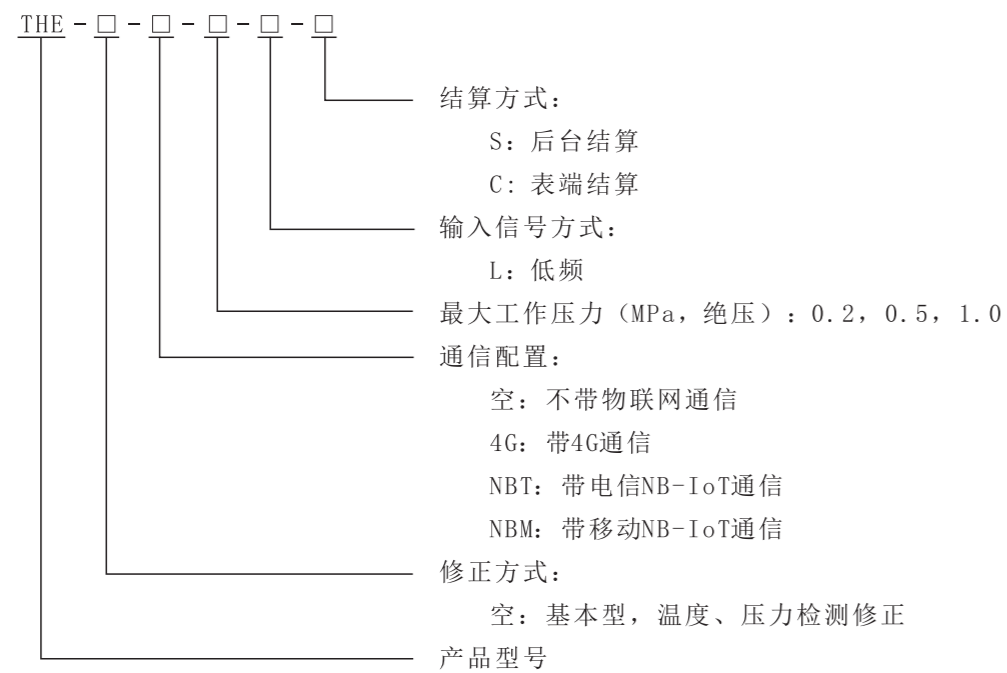 THE-□-□-□-□-□
结算方式：
S：后台结算
C：表端结算
输入信号方式：
L：低频
最大工作压力（MPa，绝压）：0.2，0.5，1.0
通信配置：
空：不带物联网通信
4G：带4G通信
NBT：带电信NB-IoT通信
NBM：带移动NB-IoT通信
修正方式：
空：基本型，温度、压力检测修正
产品型号